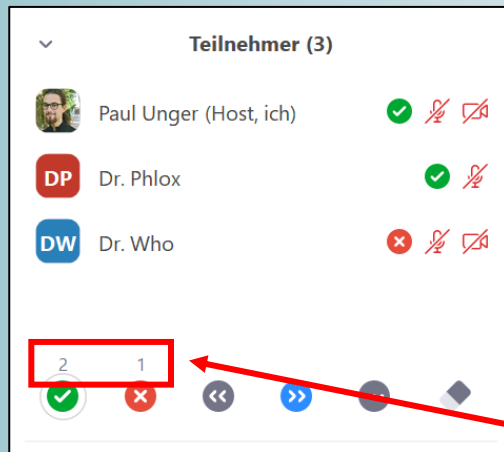 Teilnehmer (3)
Paul Unger (Host, ich)
DP Dr. Phlox
DW Dr. Who
2 1